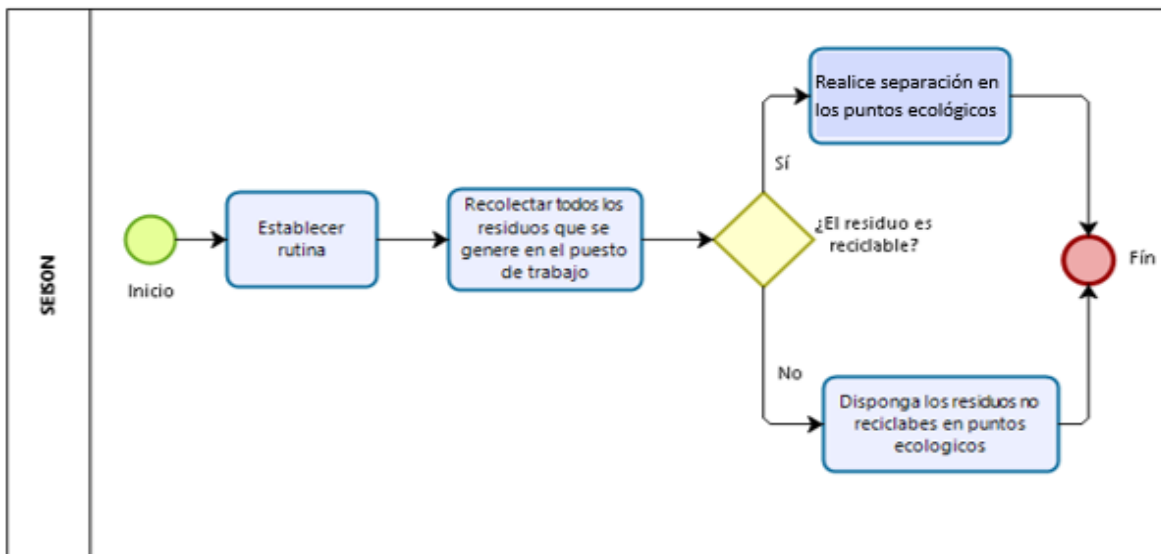 SEISON
Inicio
Establecer
rutina
Recolectar todos los
residuos que se
genere en el puesto
de trabajo
¿El residuo es
reciclable?
Sí
Realice separación en
los puntos ecológicos
No
Disponga los residuos no
reciclabes en puntos
ecologicos
Fín